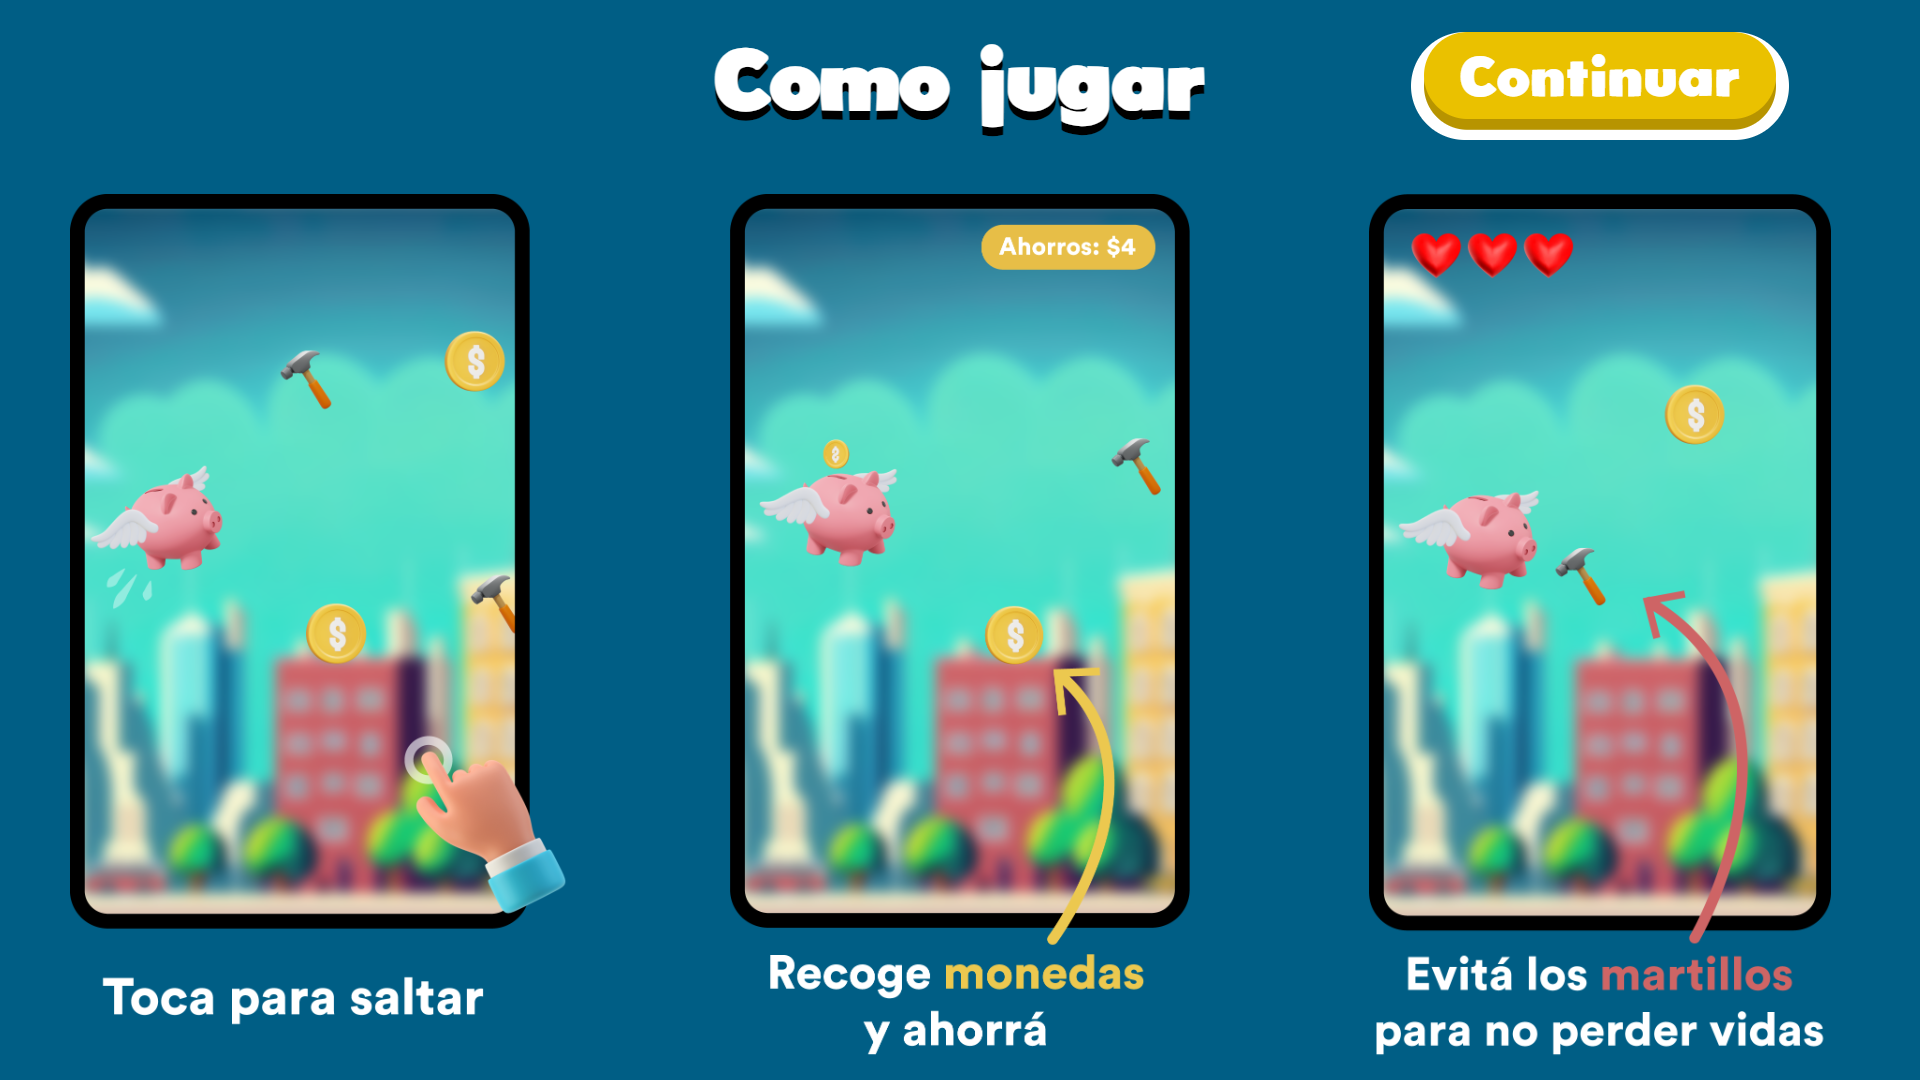 Como jugar
Continuar
Ahorros: $4
Toca para saltar
Recoge monedas
y ahorrá
Evitá los martillos
para no perder vidas